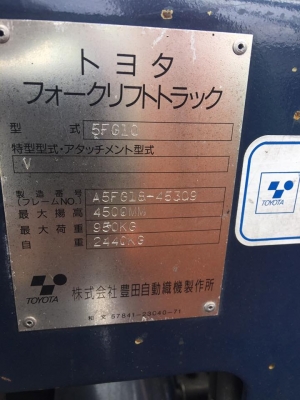 トヨタ
フォークリフトトラック
型 式 5FG10
特型型式・アタッチメント型式
V
製造番号 A5FG18-45309
(フレームNO.)
最大揚高 4500MM
最大荷重 950KG
自 重 2440KG
TOYOTA 株式会社 豊田自動織機製作所
57641-23040-71
TOYOTA